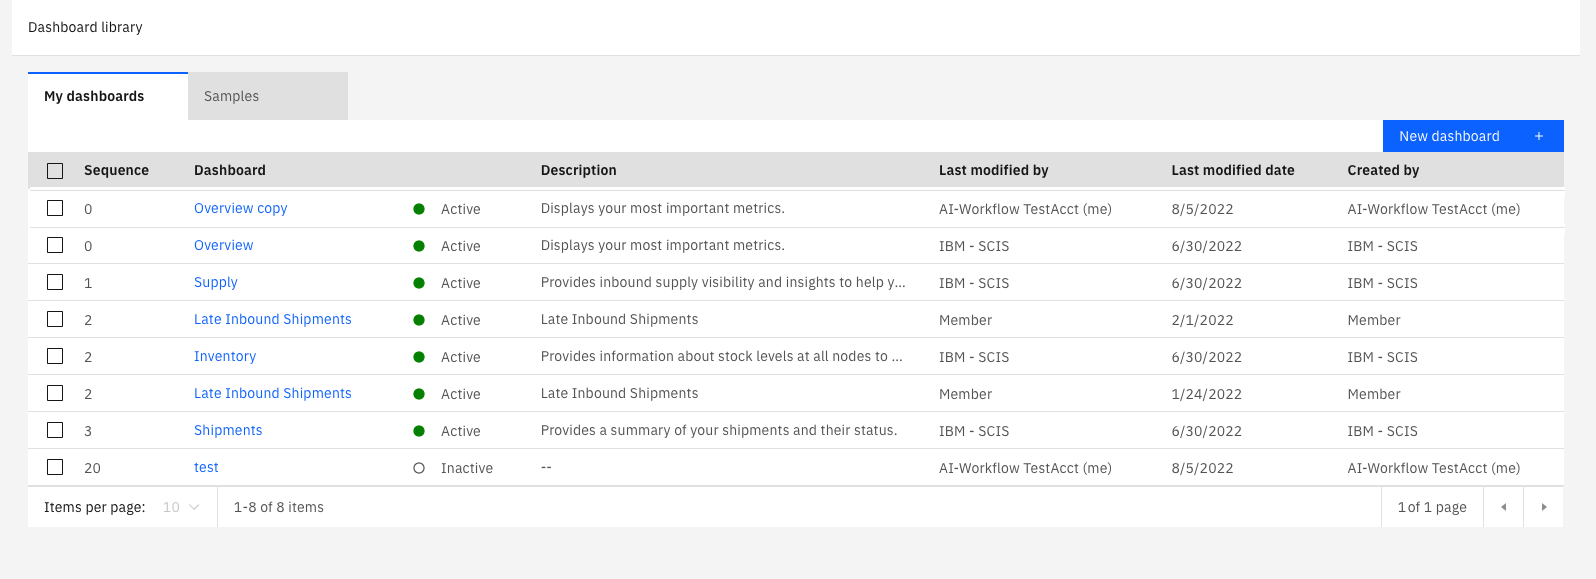 Dashboard library
My dashboards Samples
New dashboard +
Sequence Dashboard Description Last modified by Last modified date Created by
0 Overview copy Active Displays your most important metrics. AI-Workflow TestAcct (me) 8/5/2022 AI-Workflow TestAcct (me)
0 Overview Active Displays your most important metrics. IBM - SCIS 6/30/2022 IBM - SCIS
1 Supply Active Provides inbound supply visibility and insights to help y... IBM - SCIS 6/30/2022 IBM - SCIS
2 Late Inbound Shipments Active Late Inbound Shipments Member 2/1/2022 Member
2 Inventory Active Provides information about stock levels at all nodes to ... IBM - SCIS 6/30/2022 IBM - SCIS
2 Late Inbound Shipments Active Late Inbound Shipments Member 1/24/2022 Member
3 Shipments Active Provides a summary of your shipments and their status. IBM - SCIS 6/30/2022 IBM - SCIS
20 test Inactive -- AI-Workflow TestAcct (me) 8/5/2022 AI-Workflow TestAcct (me)
Items per page: 10 1-8 of 8 items 1 of 1 page